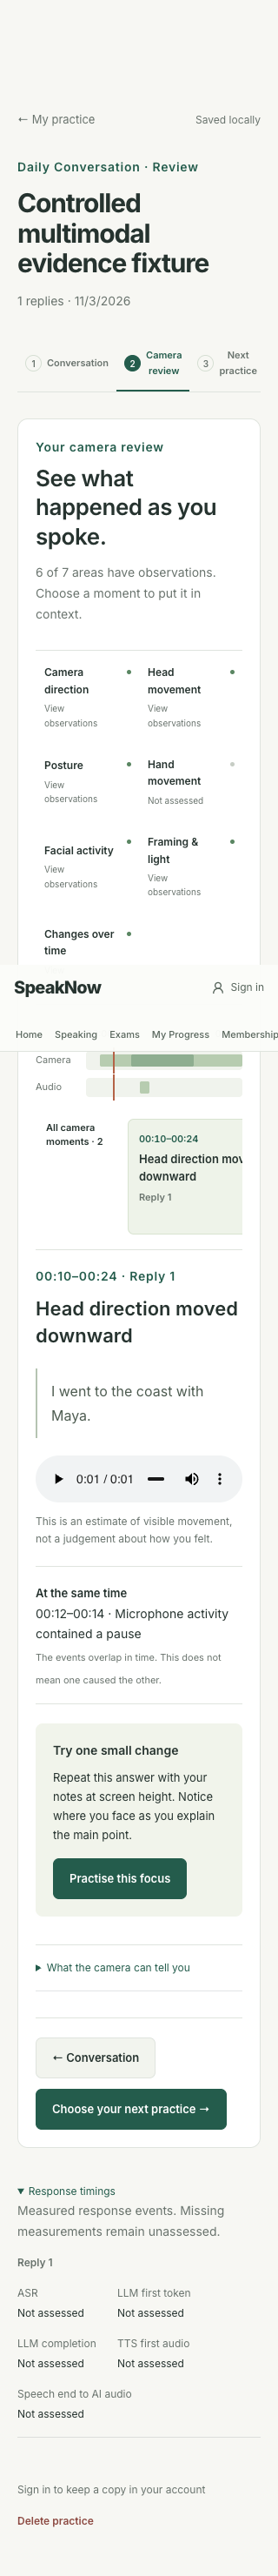 ← My practice
Saved locally
Daily Conversation · Review
Controlled
multimodal
evidence fixture
1 replies · 11/3/2026
1 Conversation
2 Camera
review
3 Next
practice
Your camera review
See what
happened as you
spoke.
6 of 7 areas have observations.
Choose a moment to put it in
context.
Camera
direction
View
observations
Head
movement
View
observations
Posture
View
observations
Hand
movement
Not assessed
Facial activity
View
observations
Framing &
light
View
observations
Changes over
time
SpeakNow
Sign in
Home
Speaking
Exams
My Progress
Membership
Camera
Audio
All camera
moments · 2
00:10–00:24
Head direction mov
downward
Reply 1
00:10–00:24 · Reply 1
Head direction moved
downward
I went to the coast with
Maya.
0:01 / 0:01
This is an estimate of visible movement,
not a judgement about how you felt.
At the same time
00:12–00:14 · Microphone activity
contained a pause
The events overlap in time. This does not
mean one caused the other.
Try one small change
Repeat this answer with your
notes at screen height. Notice
where you face as you explain
the main point.
Practise this focus
What the camera can tell you
← Conversation
Choose your next practice →
Response timings
Measured response events. Missing
measurements remain unassessed.
Reply 1
ASR
Not assessed
LLM first token
Not assessed
LLM completion
Not assessed
TTS first audio
Not assessed
Speech end to AI audio
Not assessed
Sign in to keep a copy in your account
Delete practice